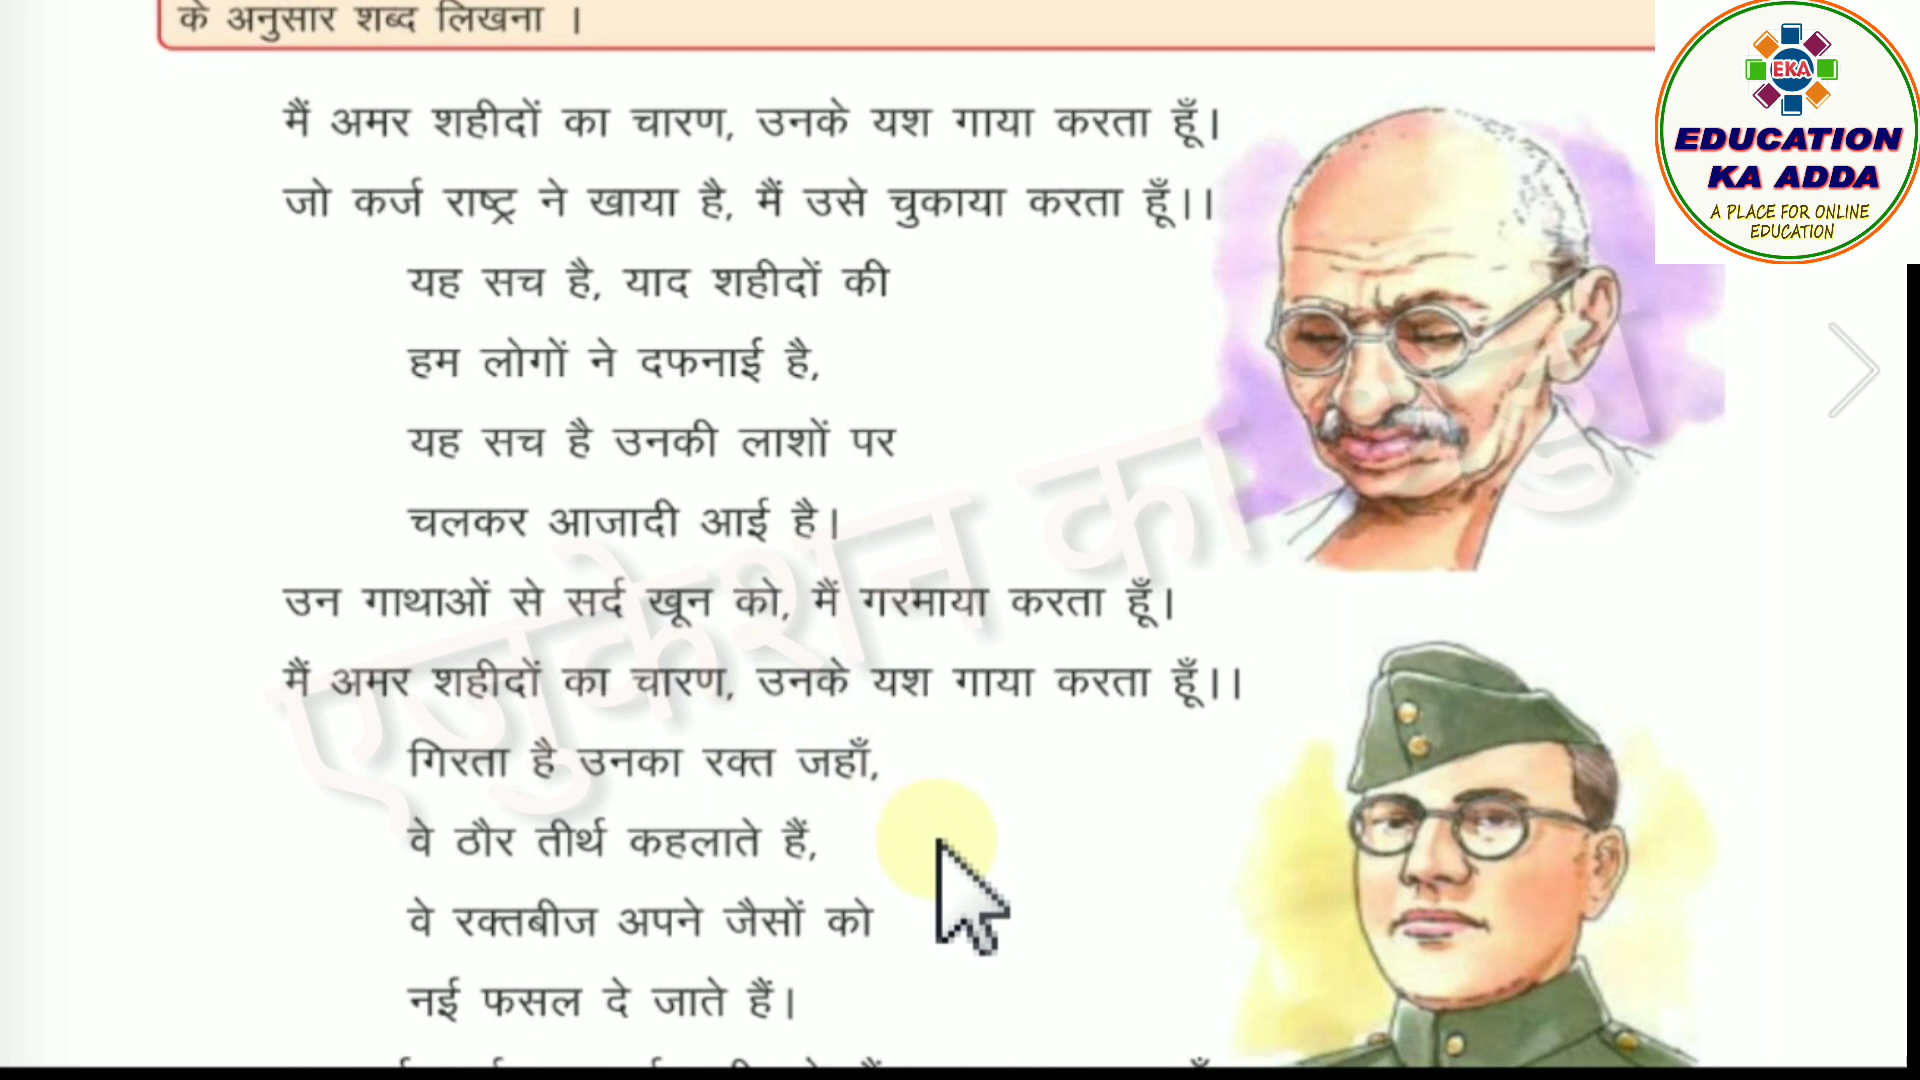 के अनुसार शब्द लिखना ।
EKA
EDUCATION
KA ADDA
A PLACE FOR ONLINE
EDUCATION
मैं अमर शहीदों का चारण, उनके यश गाया करता हूँ।
जो कर्ज राष्ट्र ने खाया है, मैं उसे चुकाया करता हूँ।।
यह सच है, याद शहीदों की
हम लोगों ने दफनाई है,
यह सच है उनकी लाशों पर
चलकर आजादी आई है।
उन गाथाओं से सर्द खून को, मैं गरमाया करता हूँ।
मैं अमर शहीदों का चारण, उनके यश गाया करता हूँ।।
गिरता है उनका रक्त जहाँ,
वे ठौर तीर्थ कहलाते हैं,
वे रक्तबीज अपने जैसों को
नई फसल दे जाते हैं।
एजुकेशन का